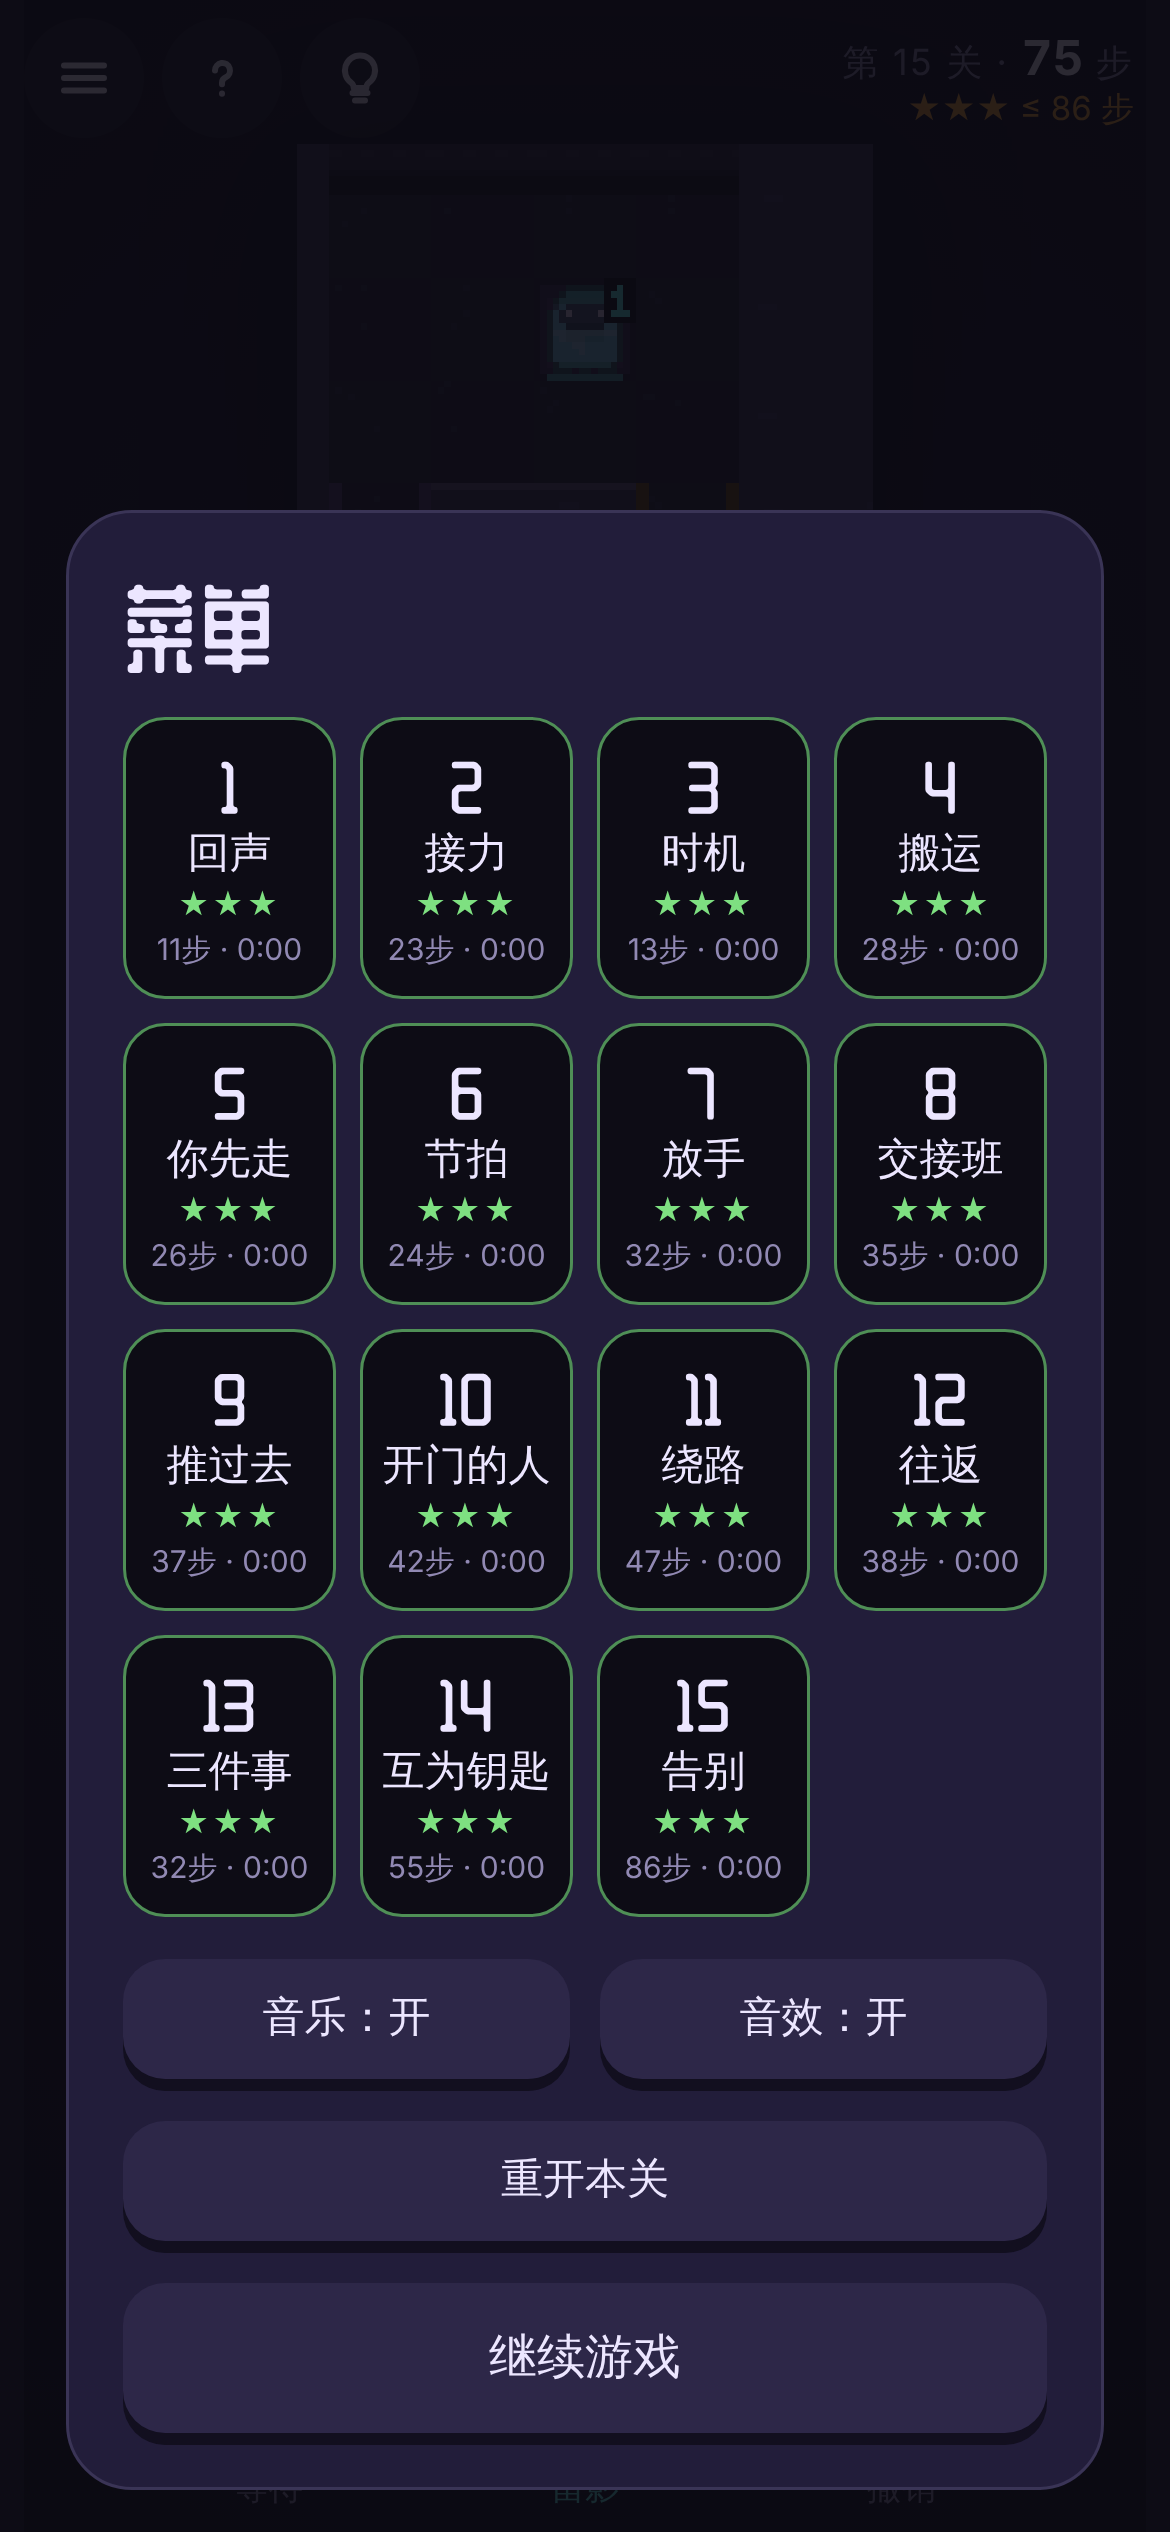 ?
第 15 关 · 75 步
★★★ ≤ 86 步
1
菜单
1
回声
★★★
11步 · 0:00
2
接力
★★★
23步 · 0:00
3
时机
★★★
13步 · 0:00
4
搬运
★★★
28步 · 0:00
5
你先走
★★★
26步 · 0:00
6
节拍
★★★
24步 · 0:00
7
放手
★★★
32步 · 0:00
8
交接班
★★★
35步 · 0:00
9
推过去
★★★
37步 · 0:00
10
开门的人
★★★
42步 · 0:00
11
绕路
★★★
47步 · 0:00
12
往返
★★★
38步 · 0:00
13
三件事
★★★
32步 · 0:00
14
互为钥匙
★★★
55步 · 0:00
15
告别
★★★
86步 · 0:00
音乐：开
音效：开
重开本关
继续游戏